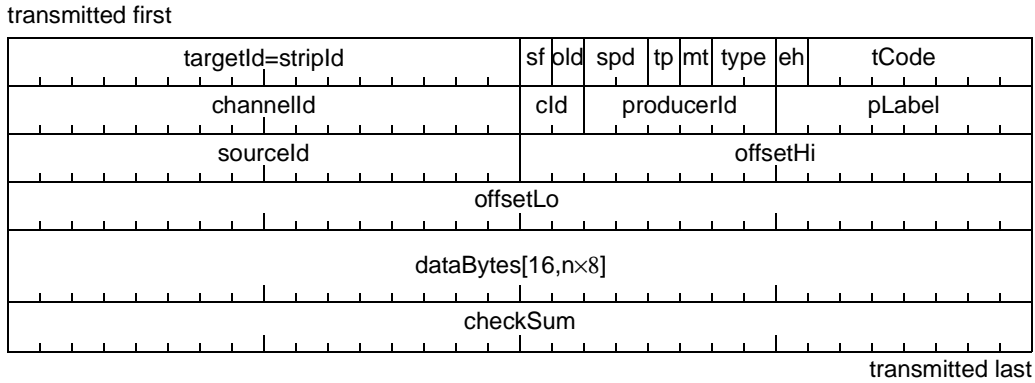 transmitted first
targetId=stripId sf old spd tp mt type eh tCode
channelId cId producerId pLabel
sourceId offsetHi
offsetLo
dataBytes[16,n×8]
checkSum
transmitted last